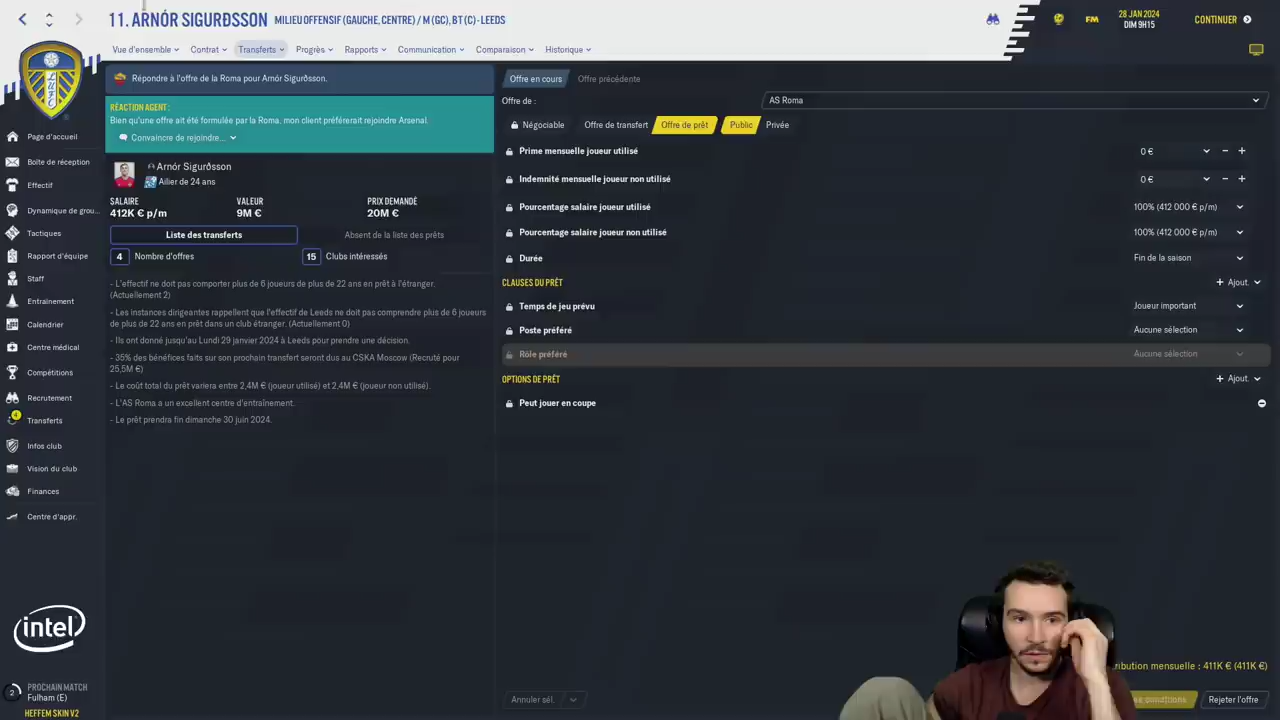 11. ARNÓR SIGURÐSSON MILIEU OFFENSIF (GAUCHE, CENTRE) / M (GC), BT (C) - LEEDS
FM
28 JAN 2024
DIM 9H15
CONTINUER
Vue d'ensemble Contrat Transferts Progrès Rapports Communication Comparaison Historique
Répondre à l'offre de la Roma pour Arnór Sigurðsson.
RÉACTION AGENT :
Bien qu'une offre ait été formulée par la Roma, mon client préférerait rejoindre Arsenal.
Convaincre de rejoindre...
Arnór Sigurðsson
Ailier de 24 ans
SALAIRE VALEUR PRIX DEMANDÉ
412K € p/m 9M € 20M €
Liste des transferts Absent de la liste des prêts
4 Nombre d'offres 15 Clubs intéressés
- L'effectif ne doit pas comporter plus de 6 joueurs de plus de 22 ans en prêt à l'étranger.
(Actuellement 2)
- Les instances dirigeantes rappellent que l'effectif de Leeds ne doit pas comprendre plus de 6 joueurs
de plus de 22 ans en prêt dans un club étranger. (Actuellement 0)
- Ils ont donné jusqu'au Lundi 29 janvier 2024 à Leeds pour prendre une décision.
- 35% des bénéfices faits sur son prochain transfert seront dus au CSKA Moscow (Recruté pour
25,5M €)
- Le coût total du prêt variera entre 2,4M € (joueur utilisé) et 2,4M € (joueur non utilisé).
- L'AS Roma a un excellent centre d'entraînement.
- Le prêt prendra fin dimanche 30 juin 2024.
Page d'accueil
Boîte de réception
Effectif
Dynamique de grou...
Tactiques
Rapport d'équipe
Staff
Entraînement
Calendrier
Centre médical
Compétitions
Recrutement
4
Transferts
Infos club
Vision du club
Finances
Centre d'appr.
intel
2 PROCHAIN MATCH
Fulham (E)
HEFFEM SKIN V2
Offre en cours Offre précédente
Offre de : AS Roma
Négociable Offre de transfert Offre de prêt Public Privée
Prime mensuelle joueur utilisé 0 €
Indemnité mensuelle joueur non utilisé 0 €
Pourcentage salaire joueur utilisé 100% (412 000 € p/m)
Pourcentage salaire joueur non utilisé 100% (412 000 € p/m)
Durée Fin de la saison
CLAUSES DU PRÊT Ajout.
Temps de jeu prévu Joueur important
Poste préféré Aucune sélection
Rôle préféré Aucune sélection
OPTIONS DE PRÊT Ajout.
Peut jouer en coupe
ribution mensuelle : 411K € (411K €)
Annuler sél. conditions Rejeter l'offre